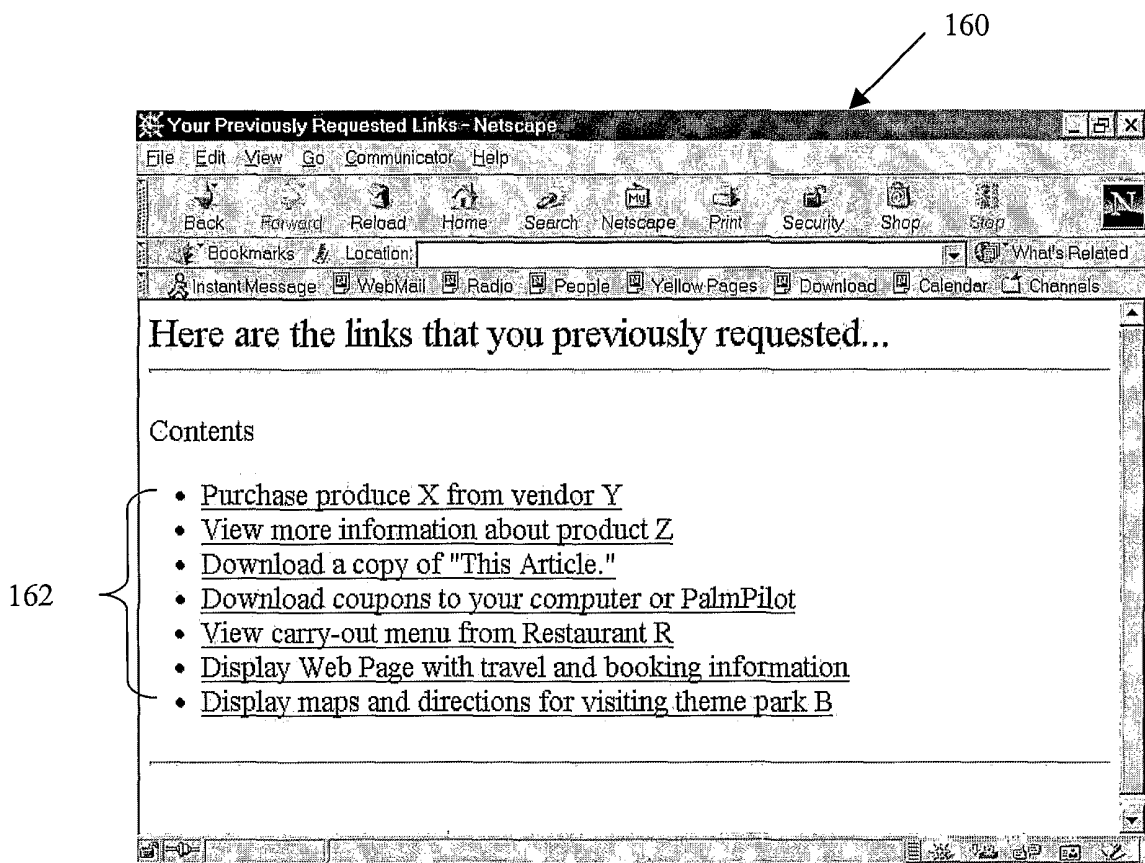 160
Your Previously Requested Links - Netscape
File Edit View Go Communicator Help
Back Forward Reload Home Search Netscape Print Security Shop Stop
My N
Bookmarks Location: What's Related
Instant Message WebMail Radio People Yellow Pages Download Calendar Channels
Here are the links that you previously requested...
Contents
162
• Purchase produce X from vendor Y
• View more information about product Z
• Download a copy of "This Article."
• Download coupons to your computer or PalmPilot
• View carry-out menu from Restaurant R
• Display Web Page with travel and booking information
• Display maps and directions for visiting theme park B